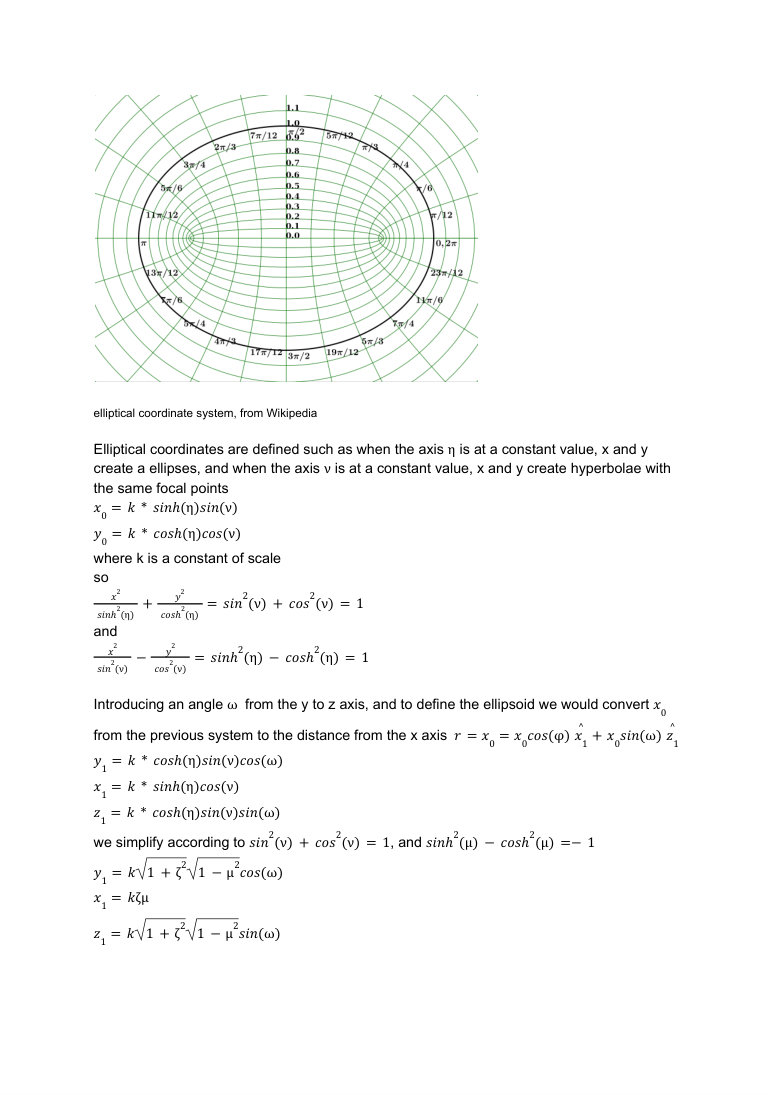 1.1
1.0
7π/12 π/2 5π/12
0.9
2π/3 π/3
0.8
3π/4 0.7 π/4
0.6
5π/6 0.5 π/6
0.4
0.3
11π/12 0.2 π/12
0.1
0.0
π 0,2π
13π/12 23π/12
7π/6 11π/6
5π/4 7π/4
4π/3 5π/3
17π/12 3π/2 19π/12
elliptical coordinate system, from Wikipedia
Elliptical coordinates are defined such as when the axis η is at a constant value, x and y
create a ellipses, and when the axis ν is at a constant value, x and y create hyperbolae with
the same focal points
x₀ = k * sinh(η)sin(ν)
y₀ = k * cosh(η)cos(ν)
where k is a constant of scale
so
x²/sinh²(η) + y²/cosh²(η) = sin²(ν) + cos²(ν) = 1
and
x²/sin²(ν) − y²/cos²(ν) = sinh²(η) − cosh²(η) = 1
Introducing an angle ω from the y to z axis, and to define the ellipsoid we would convert x₀
from the previous system to the distance from the x axis r = x₀ = x₀cos(φ) x̂₁ + x₀sin(ω) ẑ₁
y₁ = k * cosh(η)sin(ν)cos(ω)
x₁ = k * sinh(η)cos(ν)
z₁ = k * cosh(η)sin(ν)sin(ω)
we simplify according to sin²(ν) + cos²(ν) = 1, and sinh²(μ) − cosh²(μ) =− 1
y₁ = k√(1 + ζ²)√(1 − μ²)cos(ω)
x₁ = kζμ
z₁ = k√(1 + ζ²)√(1 − μ²)sin(ω)